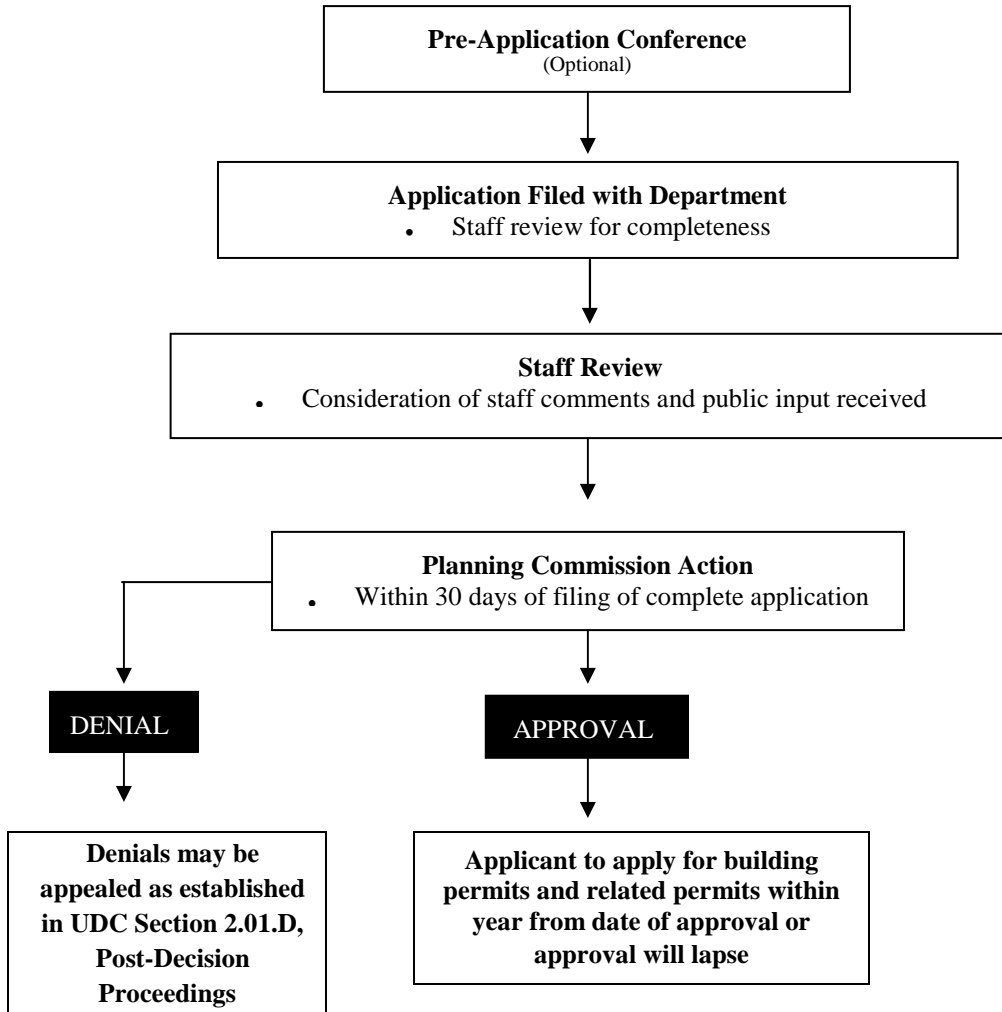 Pre-Application Conference
(Optional)
Application Filed with Department
• Staff review for completeness
Staff Review
• Consideration of staff comments and public input received
Planning Commission Action
• Within 30 days of filing of complete application
DENIAL
APPROVAL
Denials may be
appealed as established
in UDC Section 2.01.D,
Post-Decision
Proceedings
Applicant to apply for building
permits and related permits within
year from date of approval or
approval will lapse